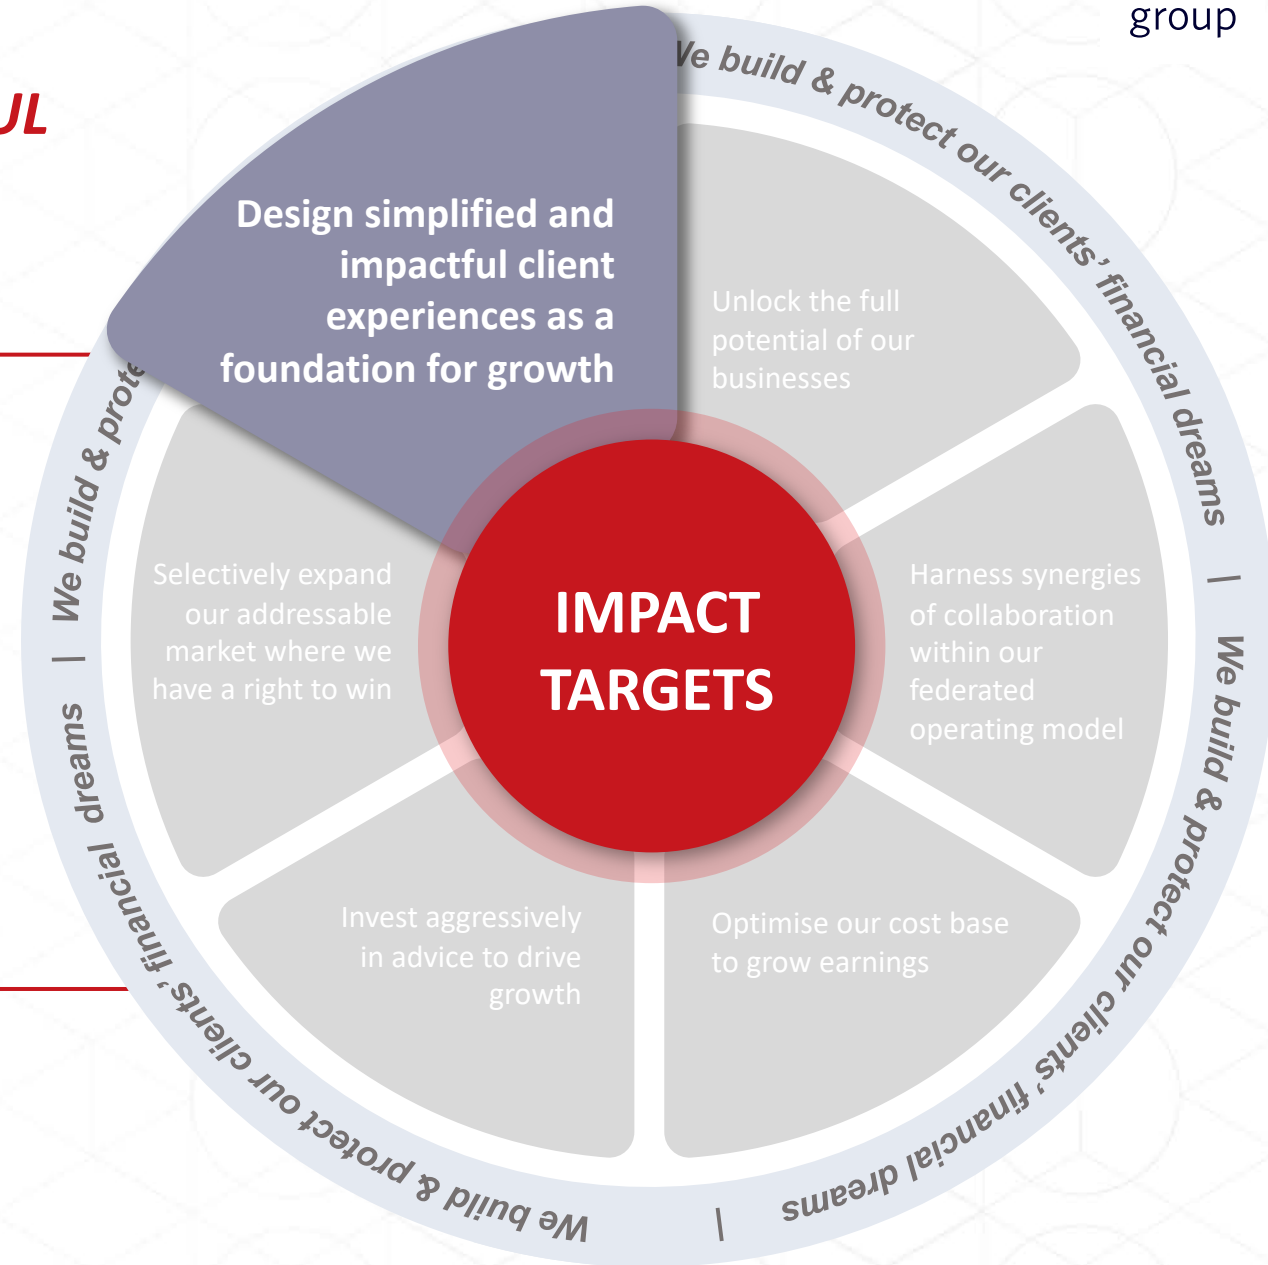 group
UL
Design simplified and
impactful client
experiences as a
foundation for growth
Unlock the full
potential of our
businesses
Harness synergies
of collaboration
within our
federated
operating model
Optimise our cost base
to grow earnings
Invest aggressively
in advice to drive
growth
Selectively expand
our addressable
market where we
have a right to win
IMPACT
TARGETS
We build & protect our clients’ financial dreams |
We build & protect our clients’ financial dreams |
We build & protect our clients’ financial dreams |
We build & prote